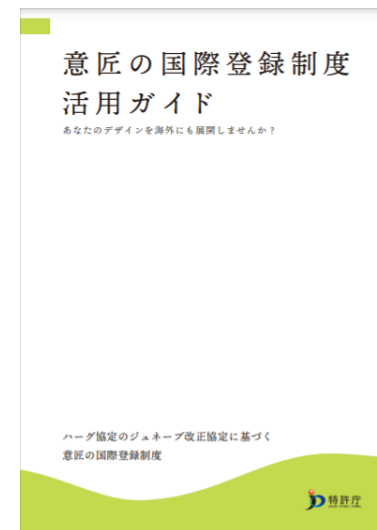 意匠の国際登録制度
活用ガイド
あなたのデザインを海外にも展開しませんか？
ハーグ協定のジュネーブ改正協定に基づく
意匠の国際登録制度
特許庁